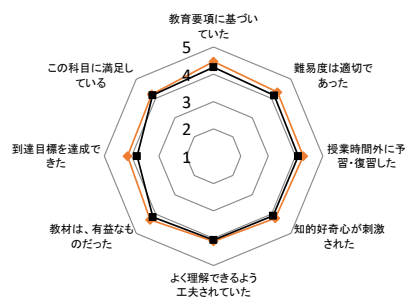 教育要項に基づい
ていた
難易度は適切で
あった
授業時間外に予
習・復習した
知的好奇心が刺激
された
よく理解できるよう
工夫されていた
教材は、有益なも
のだった
到達目標を達成で
きた
この科目に満足し
ている
5
4
3
2
1